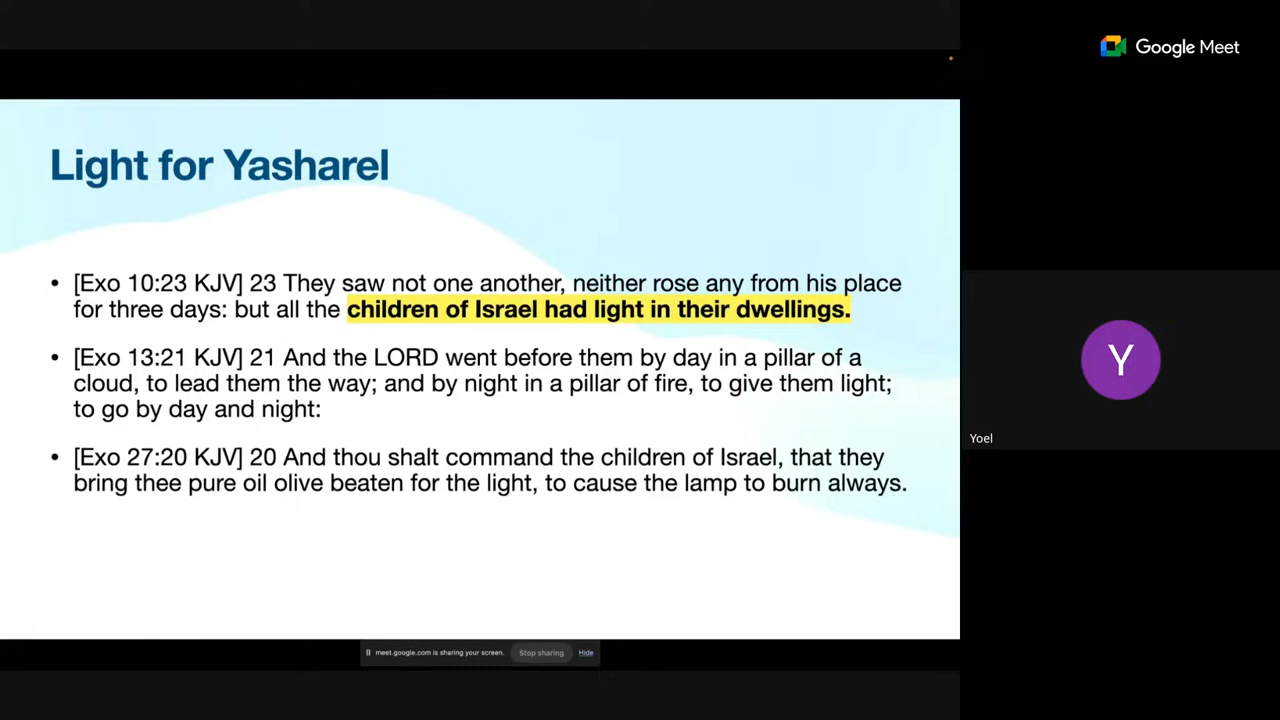 Google Meet
Light for Yasharel
• [Exo 10:23 KJV] 23 They saw not one another, neither rose any from his place
for three days: but all the children of Israel had light in their dwellings.
• [Exo 13:21 KJV] 21 And the LORD went before them by day in a pillar of a
cloud, to lead them the way; and by night in a pillar of fire, to give them light;
to go by day and night:
• [Exo 27:20 KJV] 20 And thou shalt command the children of Israel, that they
bring thee pure oil olive beaten for the light, to cause the lamp to burn always.
Y
Yoel
meet.google.com is sharing your screen. Stop sharing Hide